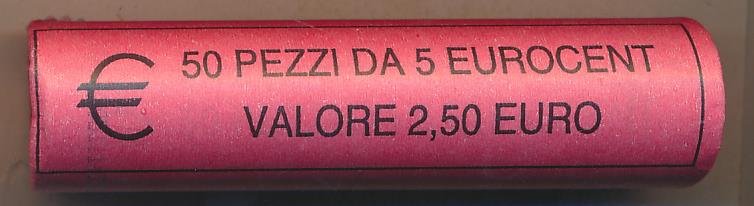 € 50 PEZZI DA 5 EUROCENT
VALORE 2,50 EURO